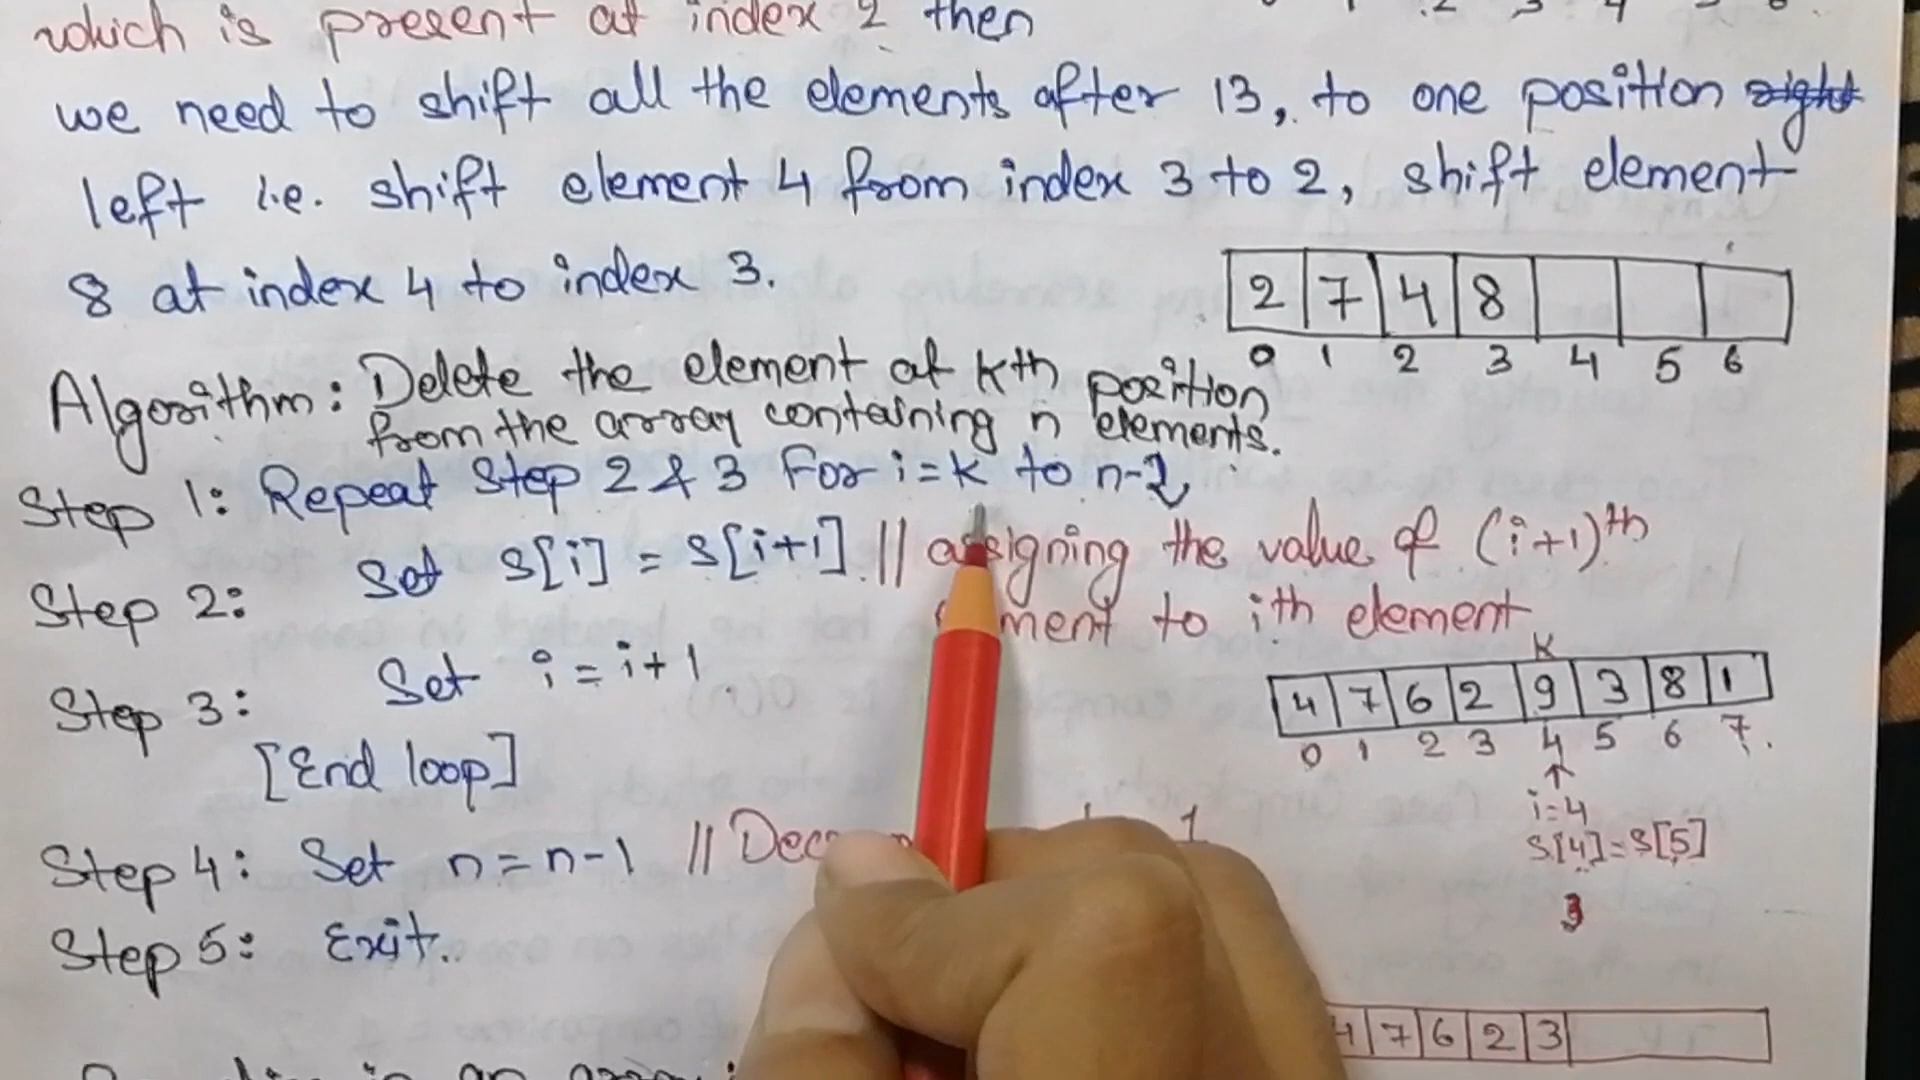 which is present at index 2 then
we need to shift all the elements after 13, to one position right
left i.e. shift element 4 from index 3 to 2, shift element
8 at index 4 to index 3.
2 7 4 8
0 1 2 3 4 5 6
Algorithm: Delete the element at kth position
from the array containing n elements.
Step 1: Repeat Step 2 & 3 For i = k to n-2
Step 2: Set S[i] = S[i+1] // assigning the value of (i+1)th
ment to ith element
Step 3: Set i = i+1
K
4 7 6 2 9 3 8 1
0 1 2 3 4 5 6 7
[End loop]
i=4
S[4]=S[5]
3
Step 4: Set n = n-1 // Dec 1
Step 5: Exit.
4 7 6 2 3
in an array: